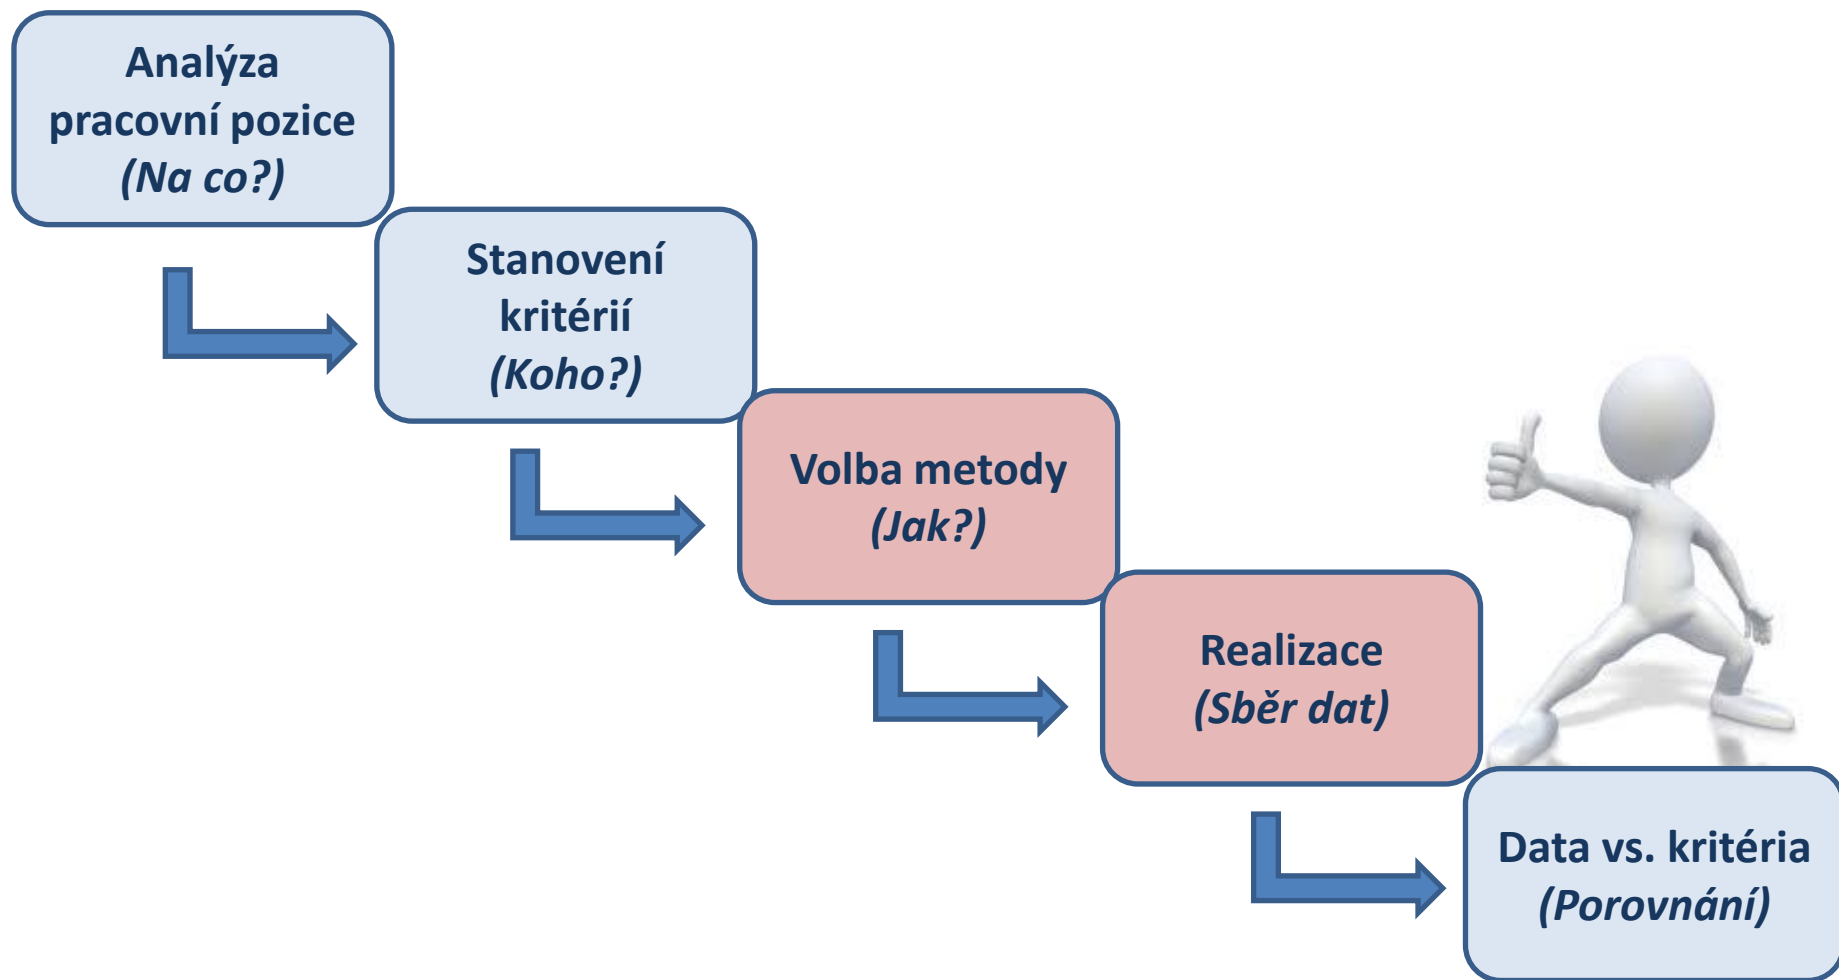 Analýza
pracovní pozice
(Na co?)
Stanovení
kritérií
(Koho?)
Volba metody
(Jak?)
Realizace
(Sběr dat)
Data vs. kritéria
(Porovnání)